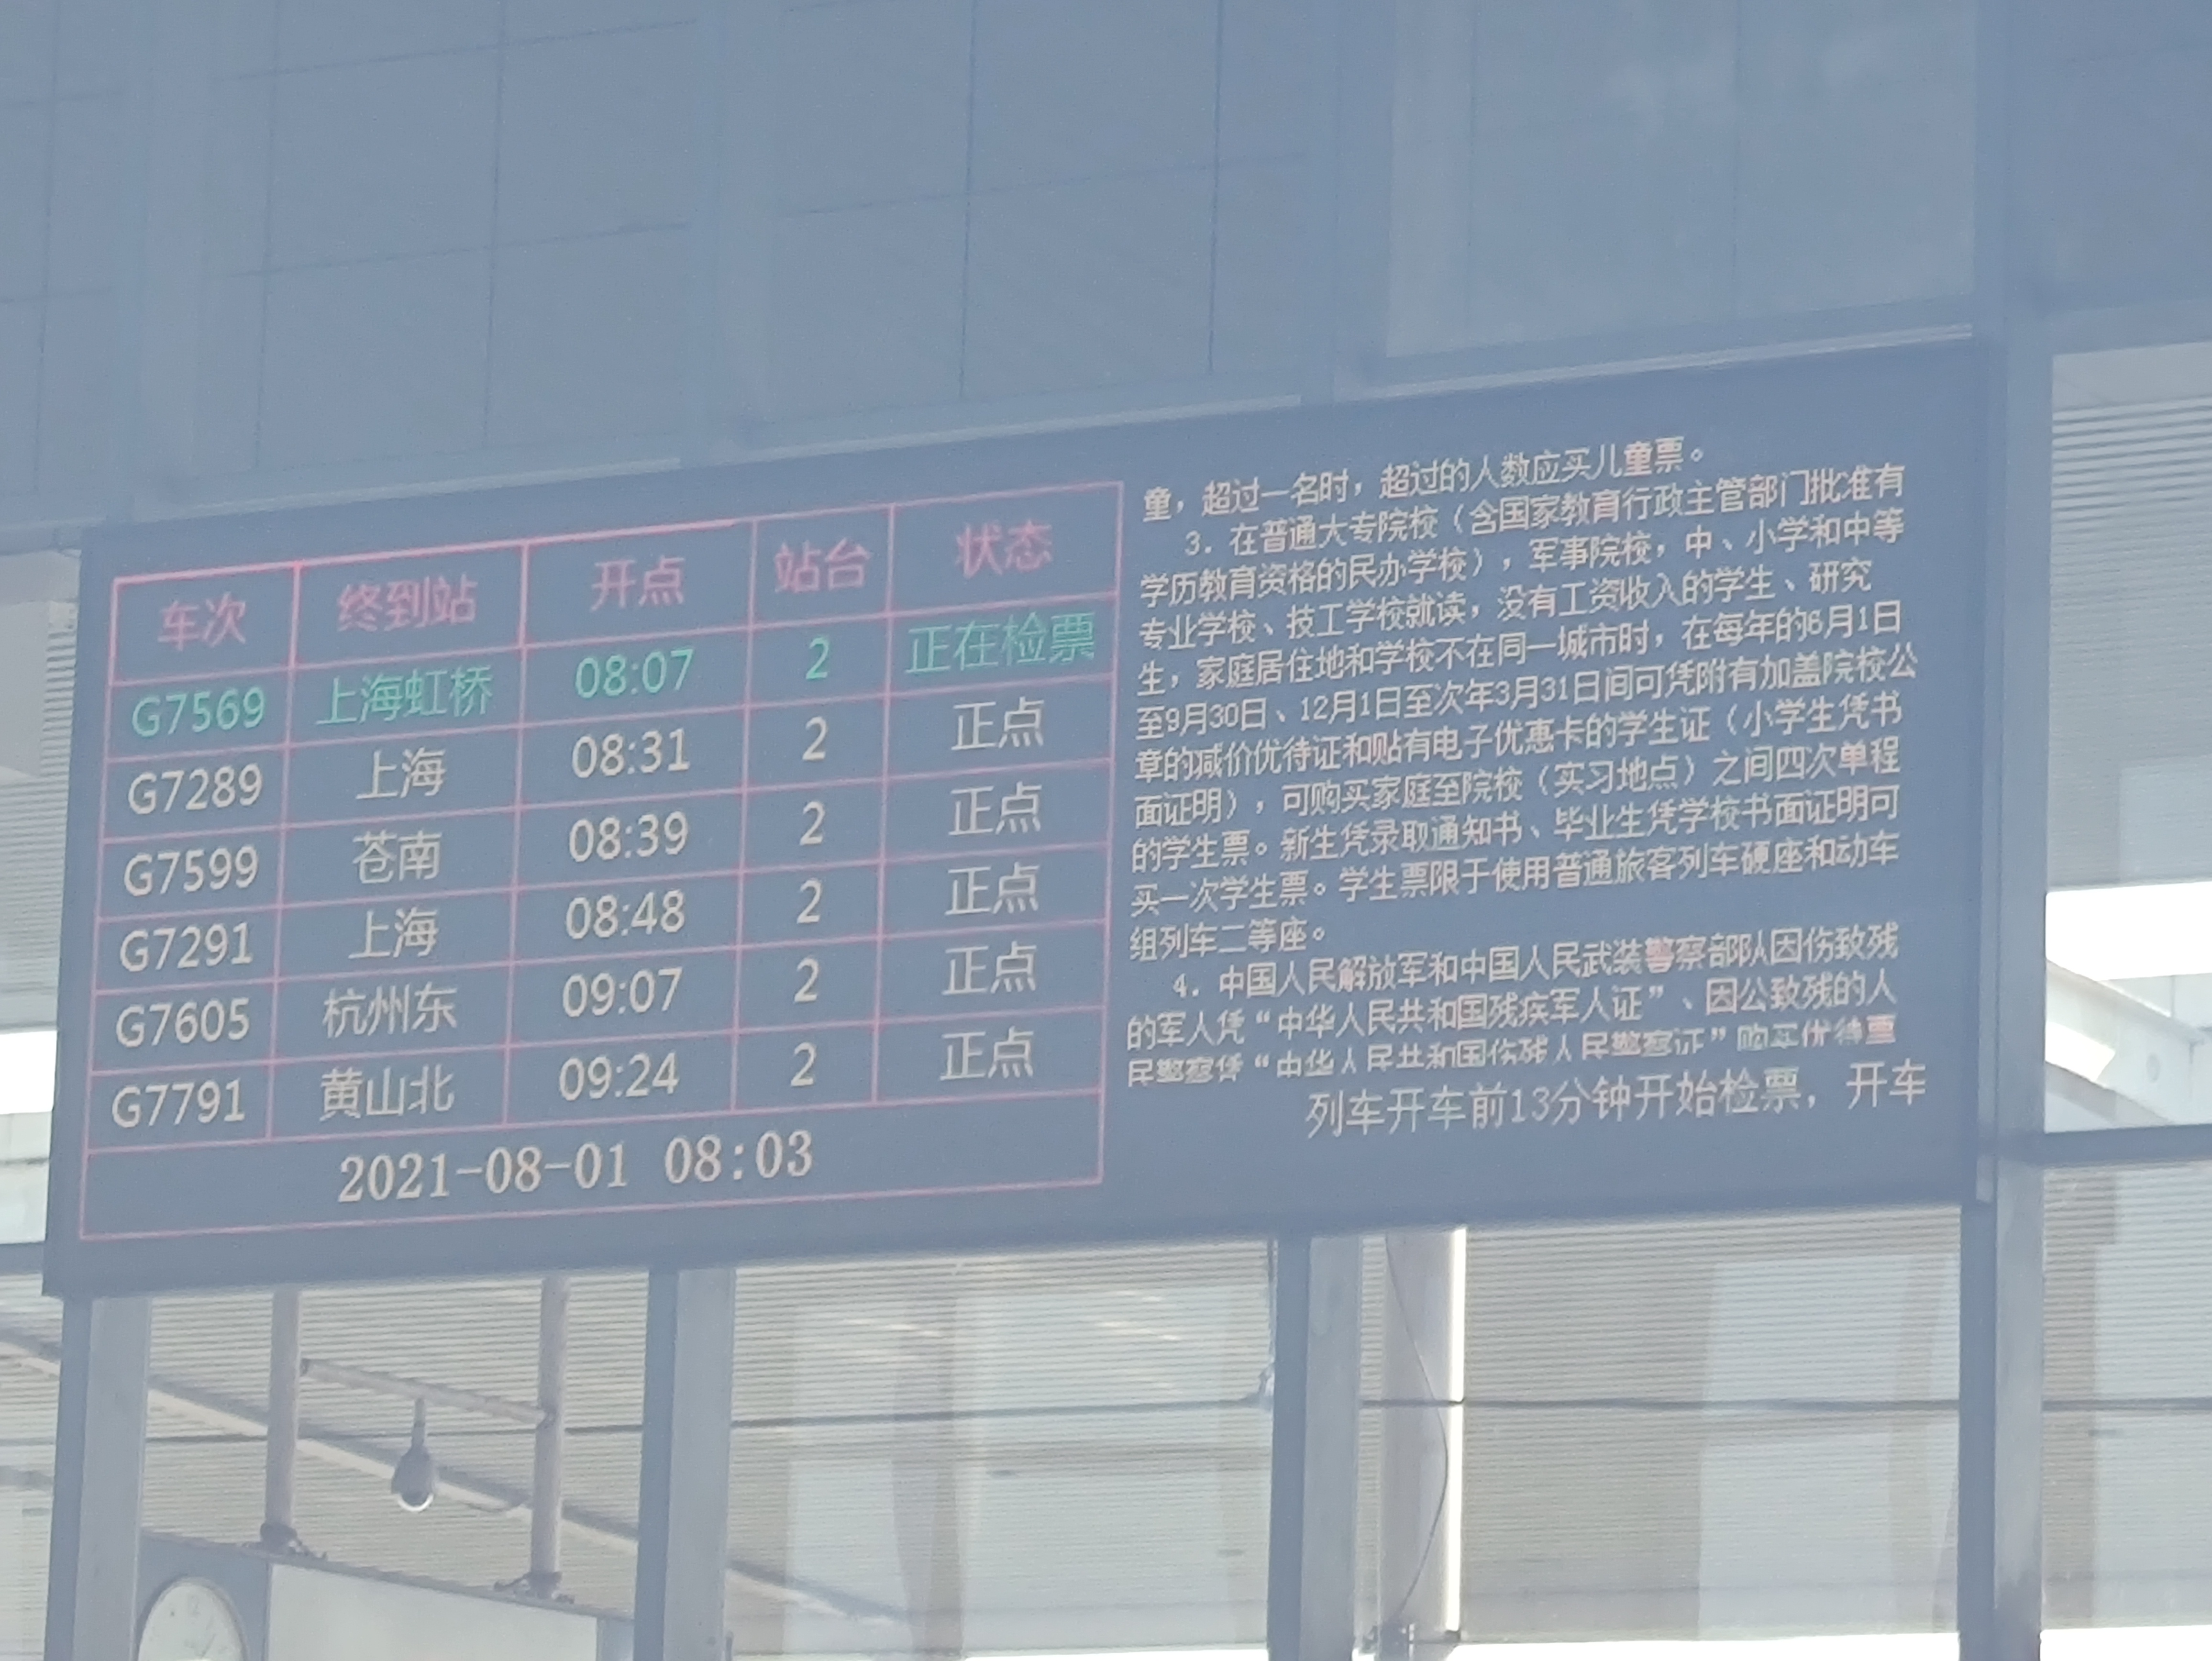 车次 终到站 开点 站台 状态
G7569 上海虹桥 08:07 2 正在检票
G7289 上海 08:31 2 正点
G7599 苍南 08:39 2 正点
G7291 上海 08:48 2 正点
G7605 杭州东 09:07 2 正点
G7791 黄山北 09:24 2 正点
2021-08-01 08:03
童，超过一名时，超过的人数应买儿童票。
3. 在普通大专院校（含国家教育行政主管部门批准有
学历教育资格的民办学校），军事院校，中、小学和中等
专业学校、技工学校就读，没有工资收入的学生、研究
生，家庭居住地和学校不在同一城市时，在每年的6月1日
至9月30日、12月1日至次年3月31日间可凭附有加盖院校公
章的减价优待证和贴有电子优惠卡的学生证（小学生凭书
面证明），可购买家庭至院校（实习地点）之间四次单程
的学生票。新生凭录取通知书、毕业生凭学校书面证明可
买一次学生票。学生票限于使用普通旅客列车硬座和动车
组列车二等座。
4. 中国人民解放军和中国人民武装警察部队因伤致残
的军人凭“中华人民共和国残疾军人证”、因公致残的人
民警察凭“中华人民共和国伤残人民警察证”购买优待票
列车开车前13分钟开始检票，开车